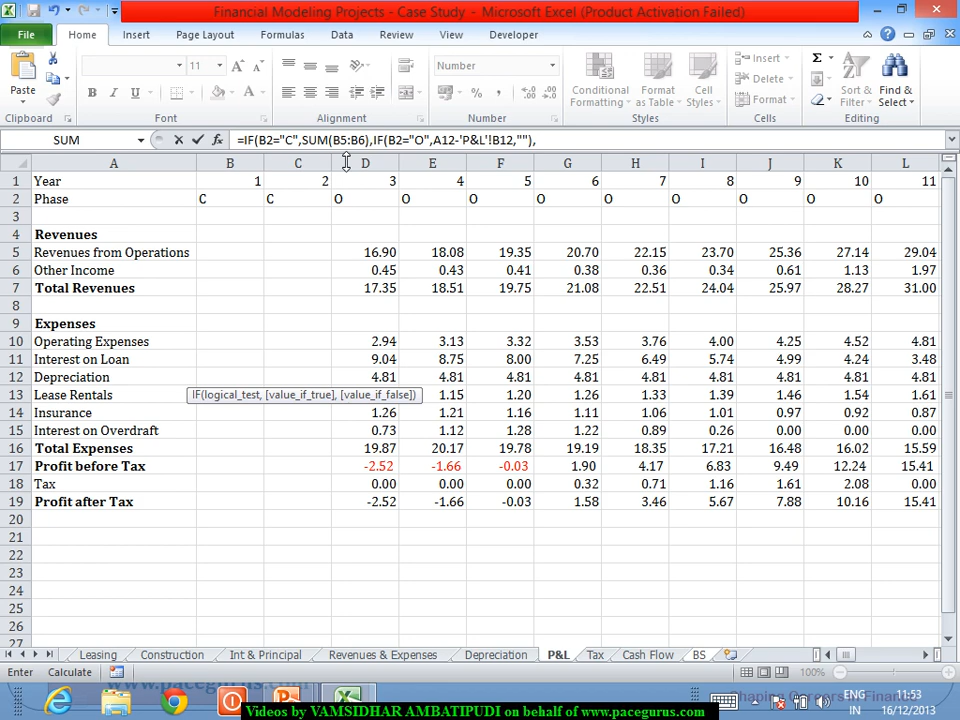 Financial Modeling Projects - Case Study - Microsoft Excel (Product Activation Failed)
File Home Insert Page Layout Formulas Data Review View Developer
Paste
11
Number
Insert
Delete
Format
Conditional Formatting
Format as Table
Cell Styles
Sort & Filter
Find & Select
Clipboard Font Alignment Number Styles Cells Editing
SUM =IF(B2="C",SUM(B5:B6),IF(B2="O",A12-'P&L'!B12,""),
A B C D E F G H I J K L
1 Year 1 2 3 4 5 6 7 8 9 10 11
2 Phase C C O O O O O O O O O
3
4 Revenues
5 Revenues from Operations 16.90 18.08 19.35 20.70 22.15 23.70 25.36 27.14 29.04
6 Other Income 0.45 0.43 0.41 0.38 0.36 0.34 0.61 1.13 1.97
7 Total Revenues 17.35 18.51 19.75 21.08 22.51 24.04 25.97 28.27 31.00
8
9 Expenses
10 Operating Expenses 2.94 3.13 3.32 3.53 3.76 4.00 4.25 4.52 4.81
11 Interest on Loan 9.04 8.75 8.00 7.25 6.49 5.74 4.99 4.24 3.48
12 Depreciation 4.81 4.81 4.81 4.81 4.81 4.81 4.81 4.81 4.81
13 Lease Rentals IF(logical_test, [value_if_true], [value_if_false]) 1.15 1.20 1.26 1.33 1.39 1.46 1.54 1.61
14 Insurance 1.26 1.21 1.16 1.11 1.06 1.01 0.97 0.92 0.87
15 Interest on Overdraft 0.73 1.12 1.28 1.22 0.89 0.26 0.00 0.00 0.00
16 Total Expenses 19.87 20.17 19.78 19.19 18.35 17.21 16.48 16.02 15.59
17 Profit before Tax -2.52 -1.66 -0.03 1.90 4.17 6.83 9.49 12.24 15.41
18 Tax 0.00 0.00 0.00 0.32 0.71 1.16 1.61 2.08 0.00
19 Profit after Tax -2.52 -1.66 -0.03 1.58 3.46 5.67 7.88 10.16 15.41
20
21
22
23
24
25
26
27
Leasing Construction Int & Principal Revenues & Expenses Depreciation P&L Tax Cash Flow BS
Enter Calculate 100%
www.pacegurus.com
ENG 11:53
IN 16/12/2013
Videos by VAMSIDHAR AMBATIPUDI on behalf of www.pacegurus.com